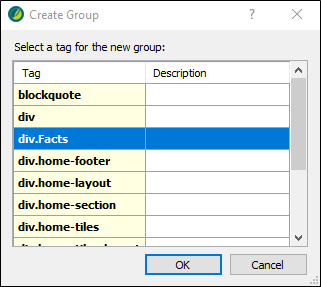 Create Group
Select a tag for the new group:
Tag Description
blockquote
div
div.Facts
div.home-footer
div.home-layout
div.home-section
div.home-tiles
OK Cancel